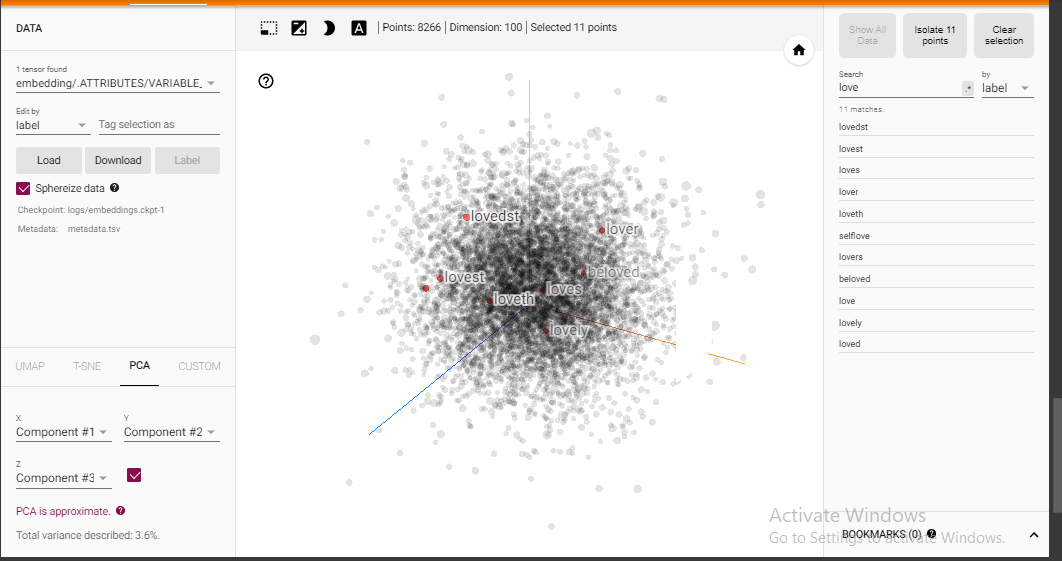 DATA
1 tensor found
embedding/.ATTRIBUTES/VARIABLE_
Edit by
label
Tag selection as
Load
Download
Label
Sphereize data
Checkpoint: logs/embeddings.ckpt-1
Metadata: metadata.tsv
UMAP
T-SNE
PCA
CUSTOM
X
Component #1
Y
Component #2
Z
Component #3
PCA is approximate.
Total variance described: 3.6%.
A
Points: 8266 | Dimension: 100 | Selected 11 points
lovedst
lover
lovest
beloved
loves
loveth
lovely
Show All Data
Isolate 11 points
Clear selection
Search
love
.*
by
label
11 matches.
lovedst
lovest
loves
lover
loveth
selflove
lovers
beloved
love
lovely
loved
Activate Windows
BOOKMARKS (0)
Go to Settings to activate Windows.